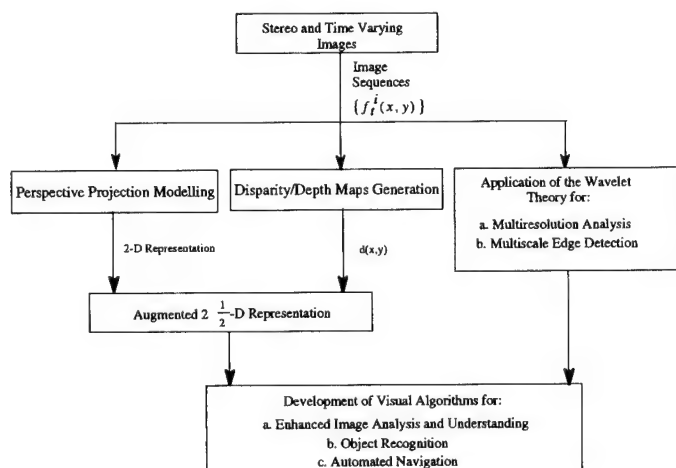 Stereo and Time Varying
Images
Image
Sequences
{ f_t^i (x, y) }
Perspective Projection Modelling
Disparity/Depth Maps Generation
Application of the Wavelet
Theory for:
a. Multiresolution Analysis
b. Multiscale Edge Detection
2-D Representation
d(x,y)
Augmented 2 1/2-D Representation
Development of Visual Algorithms for:
a. Enhanced Image Analysis and Understanding
b. Object Recognition
c. Automated Navigation